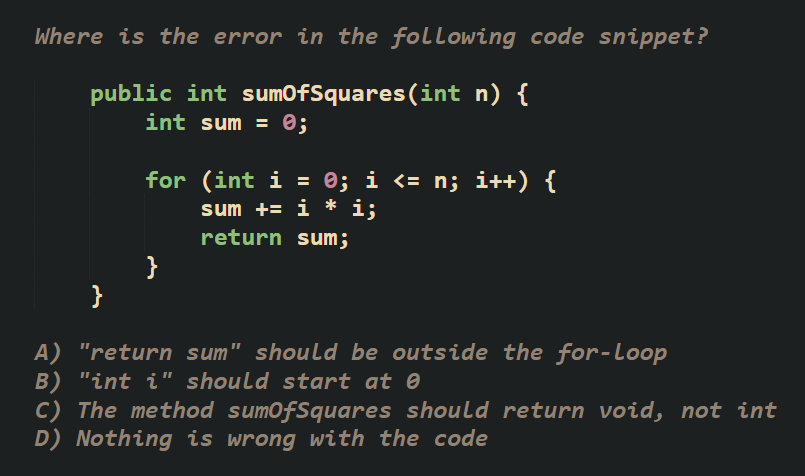 Where is the error in the following code snippet?
public int sumOfSquares(int n) {
int sum = 0;
for (int i = 0; i <= n; i++) {
sum += i * i;
return sum;
}
}
A) "return sum" should be outside the for-loop
B) "int i" should start at 0
C) The method sumOfSquares should return void, not int
D) Nothing is wrong with the code